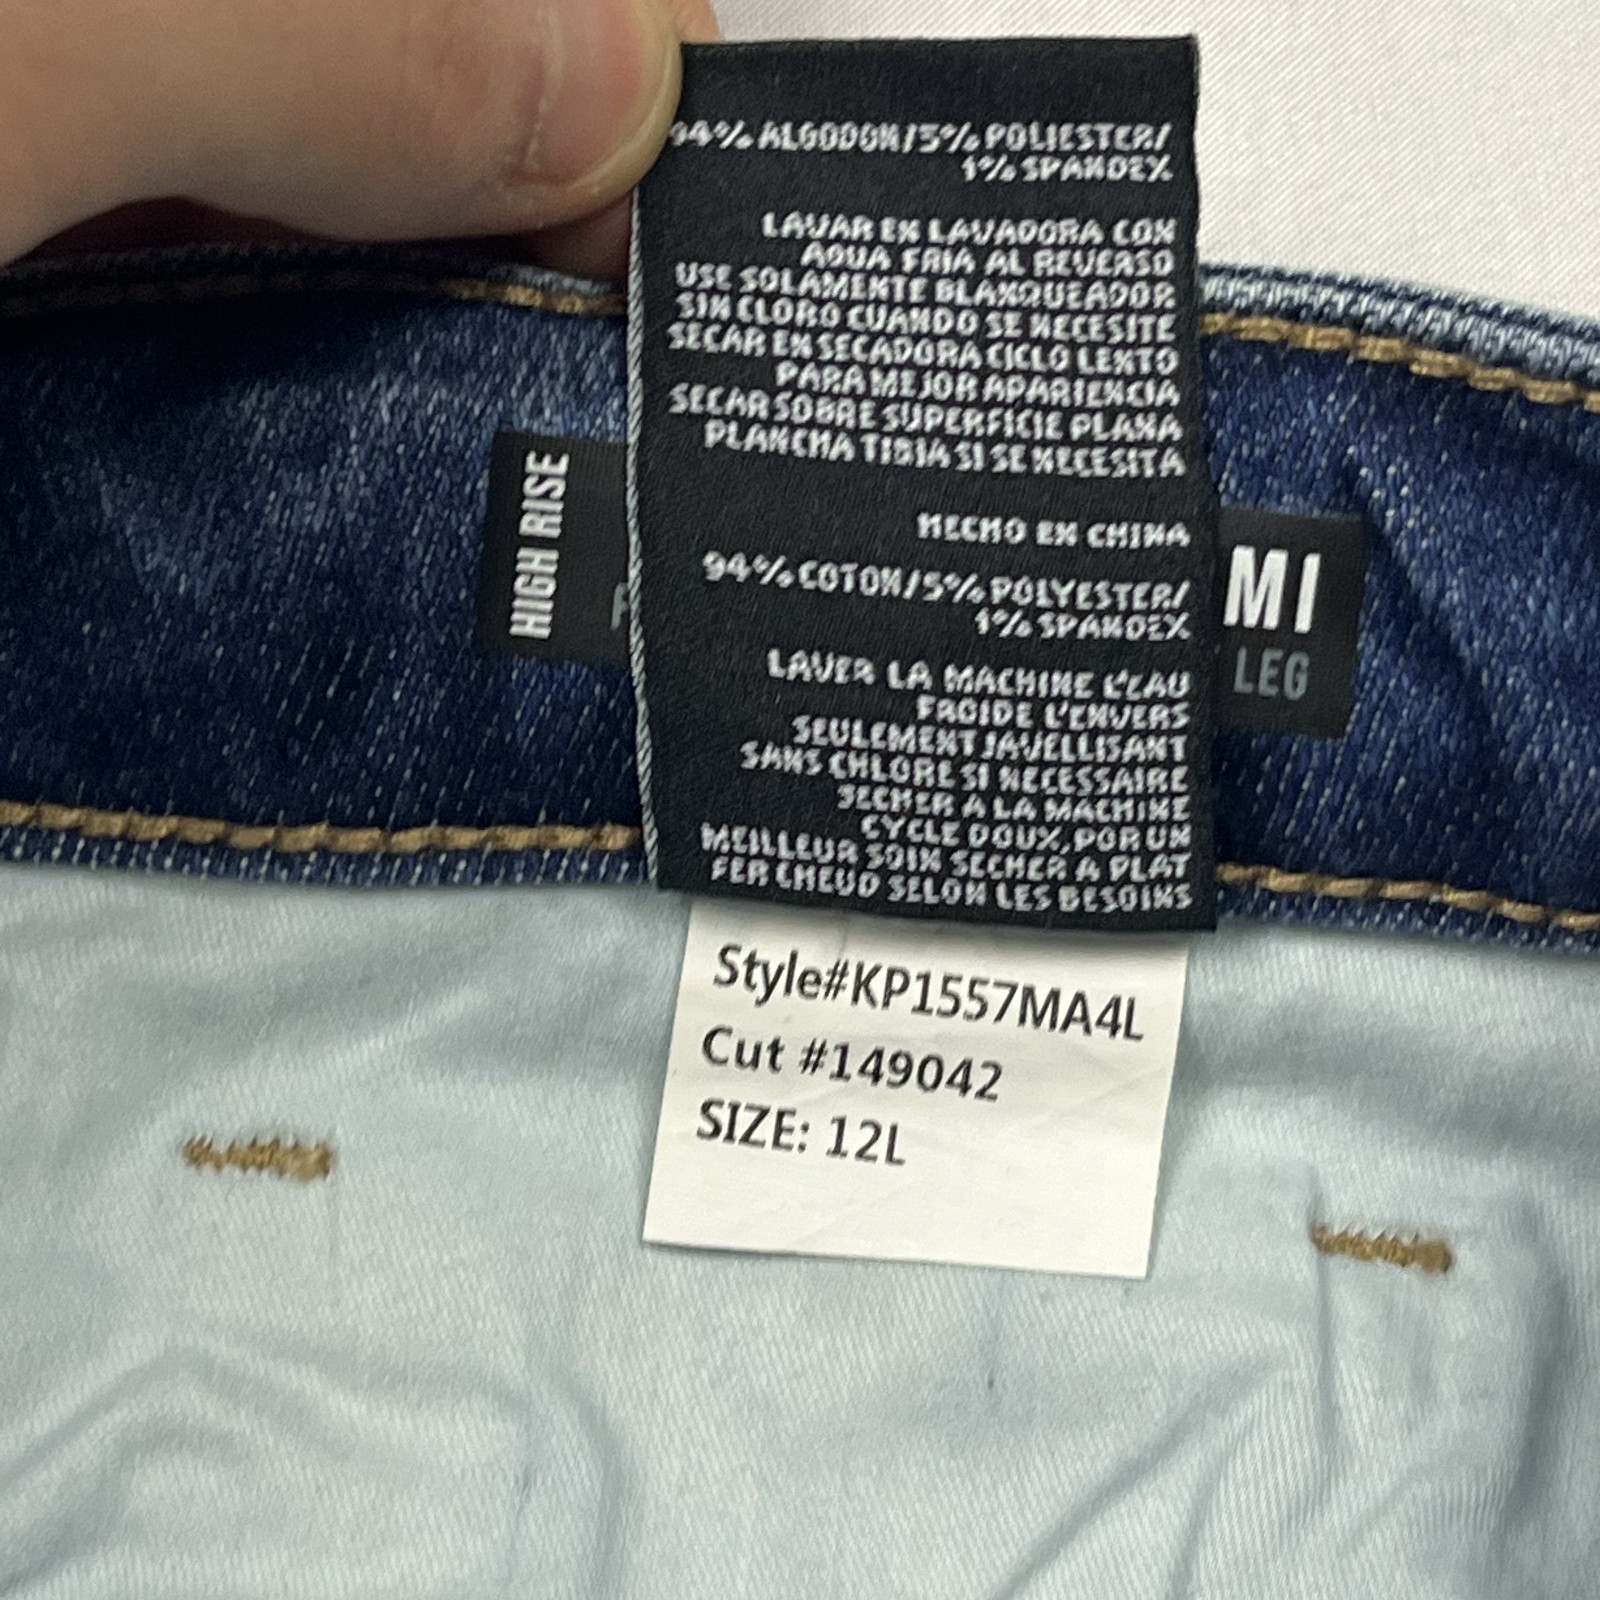 94% ALGODON/5% POLIESTER/
1% SPANDEX
LAVAR EN LAVADORA CON
AQUA FRIA AL REVERSO
USE SOLAMENTE BLANQUEADOR
SIN CLORO CUANDO SE NECESITE
SECAR EN SECADORA CICLO LENTO
PARA MEJOR APARIENCIA
SECAR SOBRE SUPERFICIE PLANA
PLANCHA TIBIA SI SE NECESITA
HECHO EN CHINA
94% COTON/5% POLYESTER/
1% SPANDEX
LAVER LA MACHINE L'EAU
FROIDE L'ENVERS
SEULEMENT JAVELLISANT
SANS CHLORE SI NECESSAIRE
SECHER A LA MACHINE
CYCLE DOUX,POR UN
MEILLEUR SOIN SECHER A PLAT
FER CHEUD SELON LES BESOINS
HIGH RISE
MI
LEG
Style#KP1557MA4L
Cut #149042
SIZE: 12L